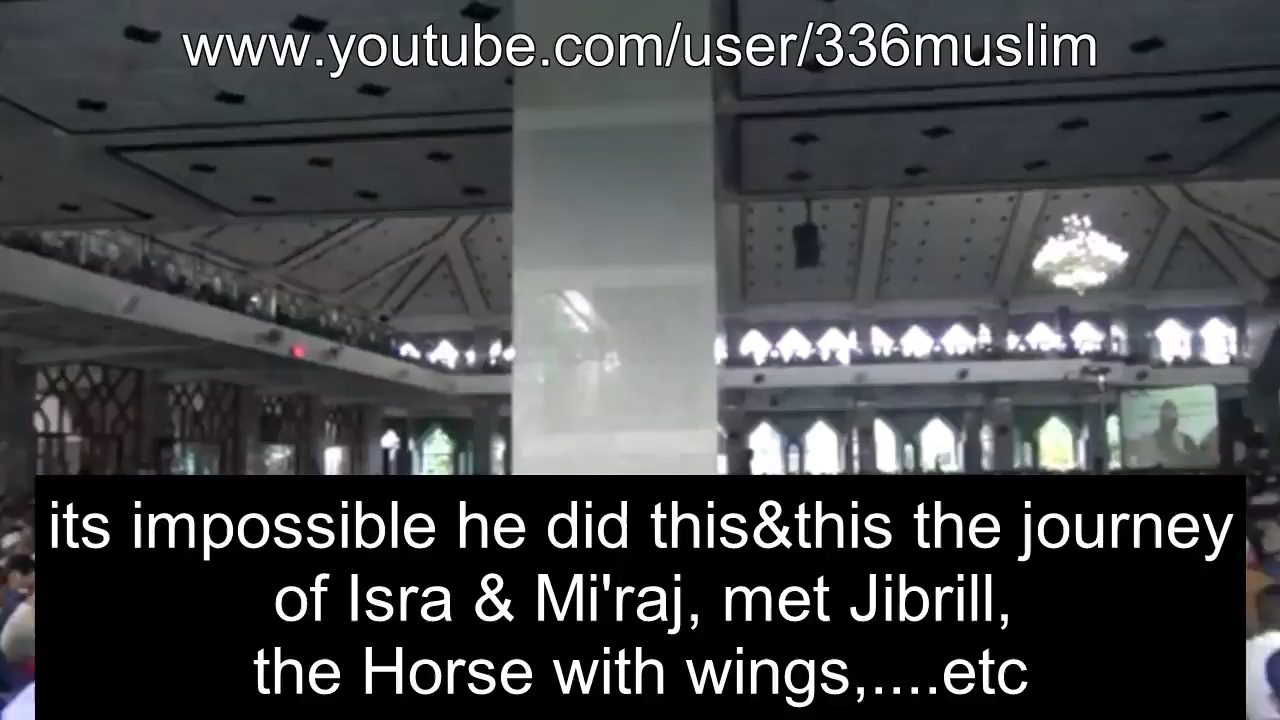 www.youtube.com/user/336muslim
its impossible he did this&this the journey
of Isra & Mi'raj, met Jibrill,
the Horse with wings,....etc